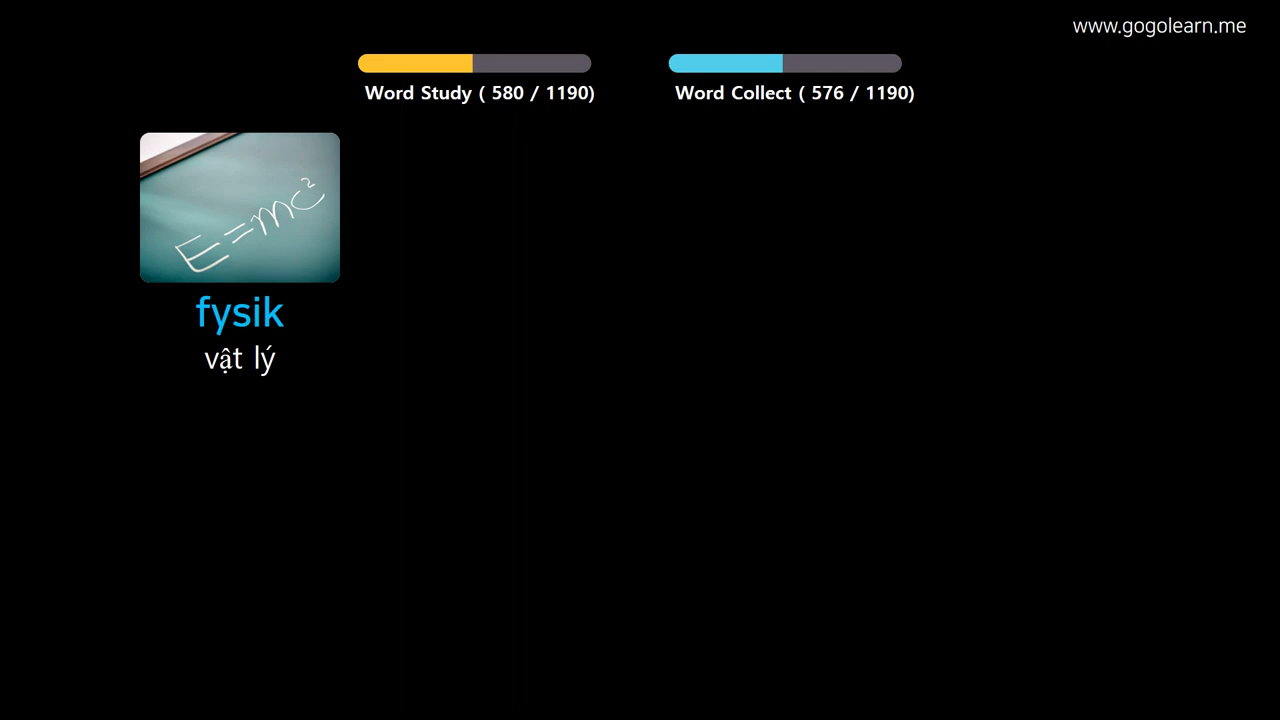 www.gogolearn.me
Word Study ( 580 / 1190)
Word Collect ( 576 / 1190)
E=mc²
fysik
vật lý